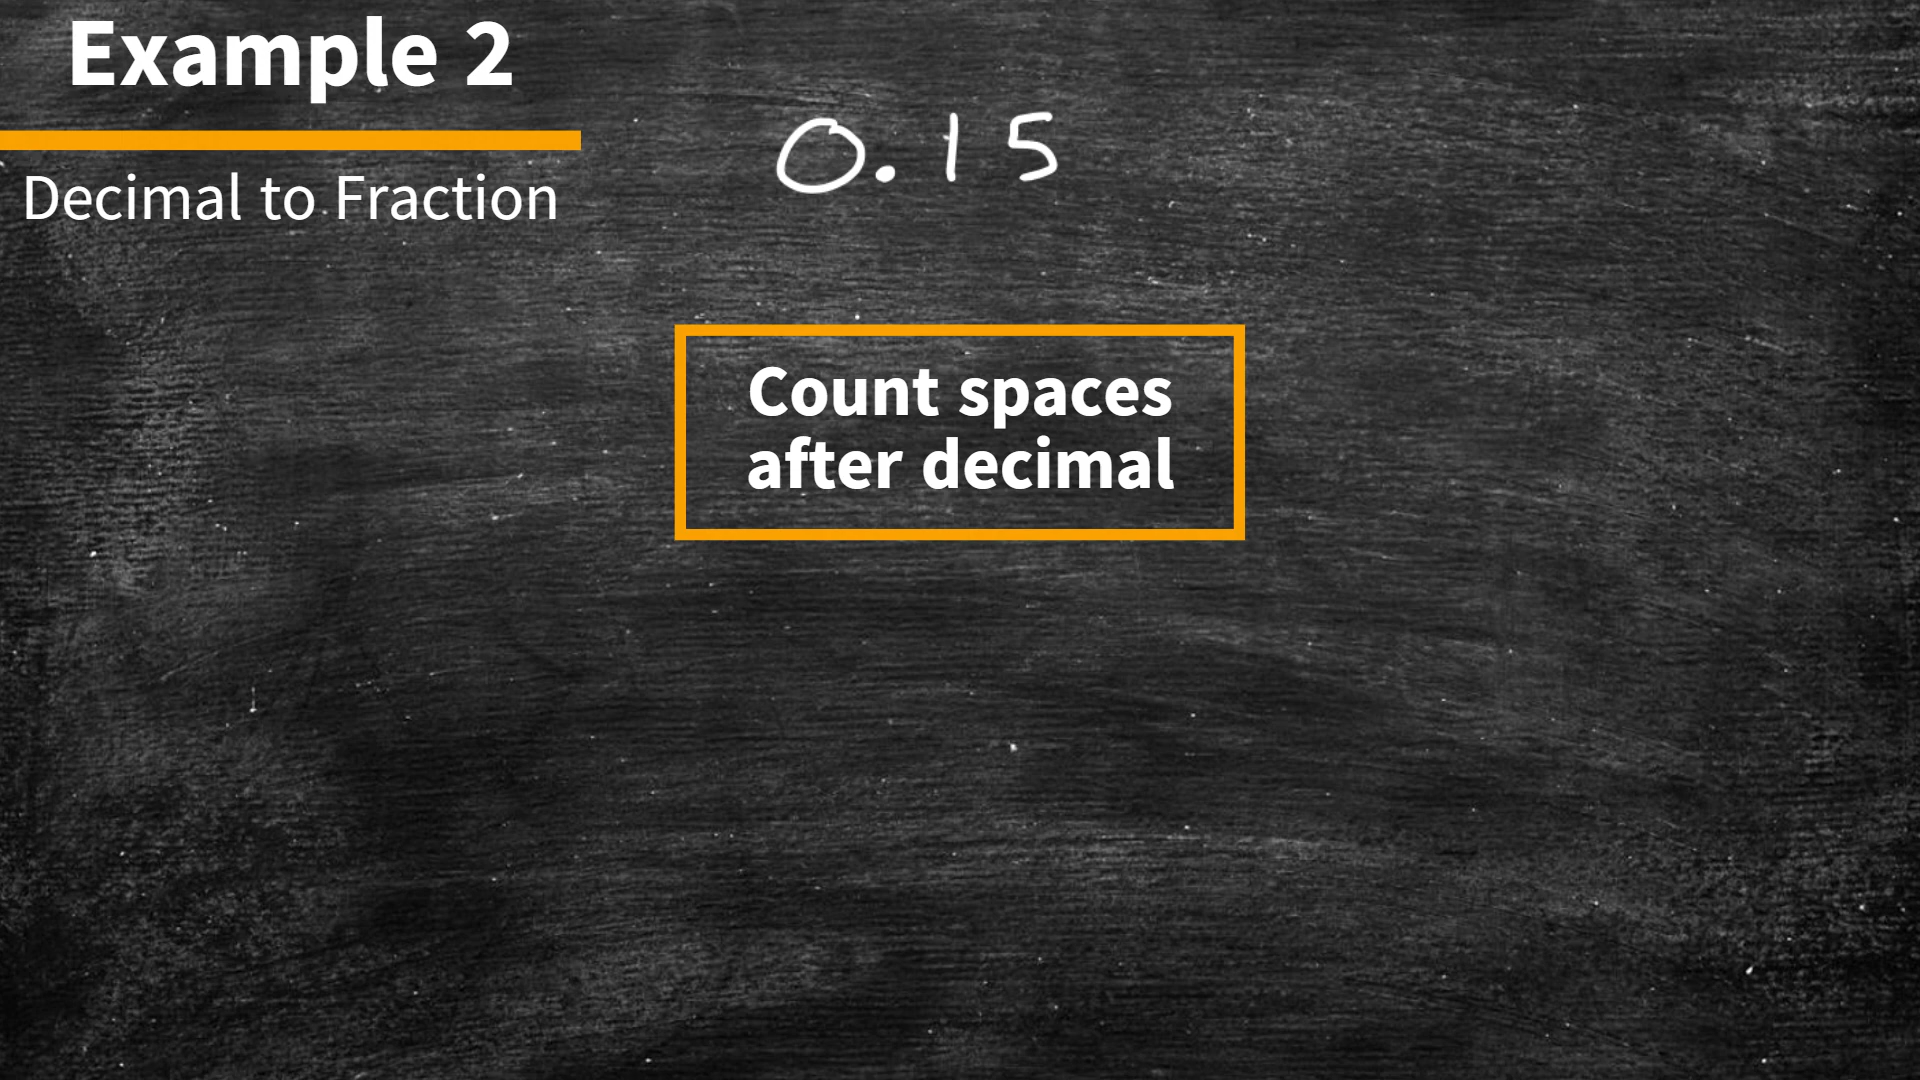 Example 2
Decimal to Fraction
0.15
Count spaces
after decimal